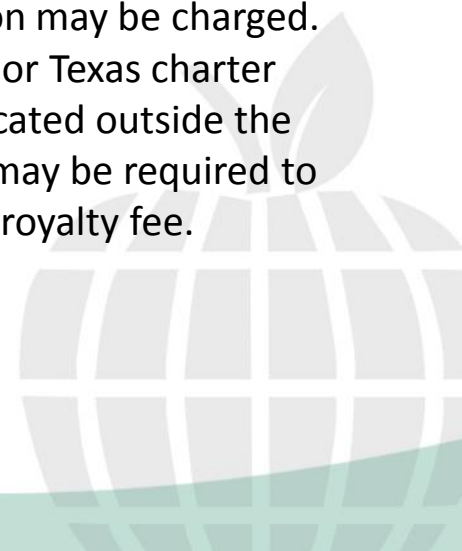 on may be charged.
or Texas charter
cated outside the
may be required to
royalty fee.